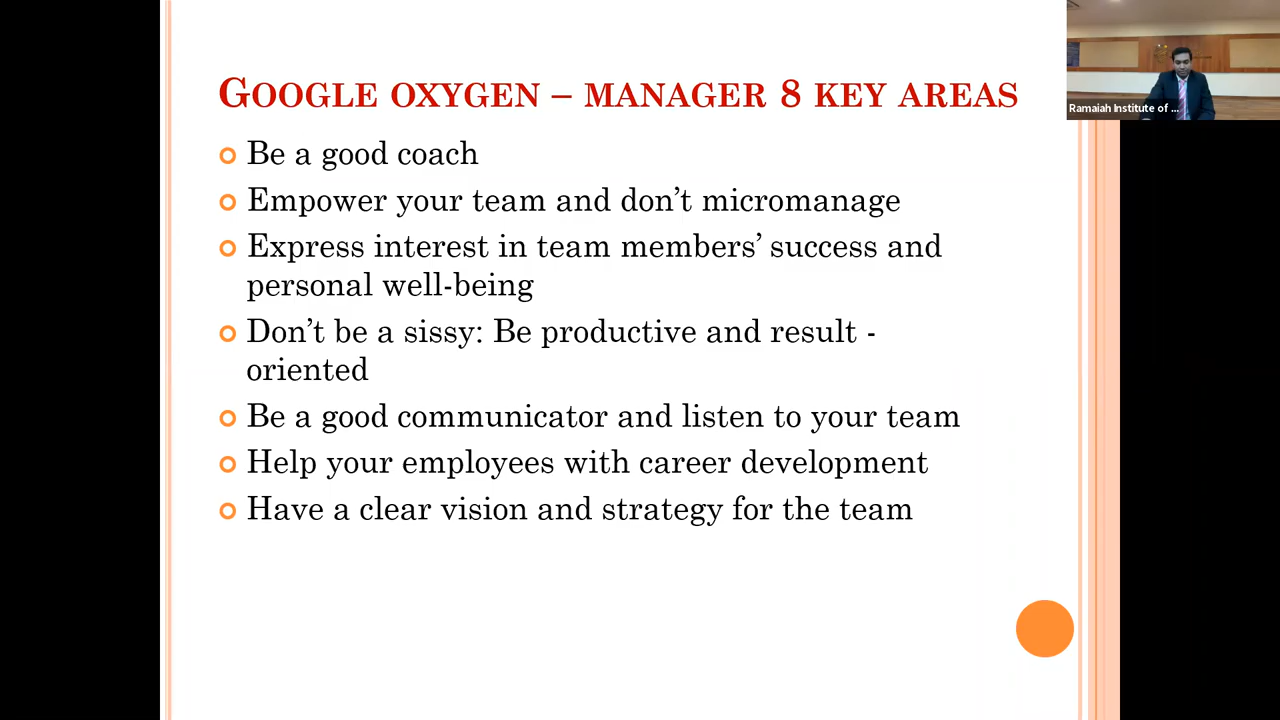 GOOGLE OXYGEN – MANAGER 8 KEY AREAS
Be a good coach
Empower your team and don’t micromanage
Express interest in team members’ success and
personal well-being
Don’t be a sissy: Be productive and result -
oriented
Be a good communicator and listen to your team
Help your employees with career development
Have a clear vision and strategy for the team
Ramaiah Institute of ...